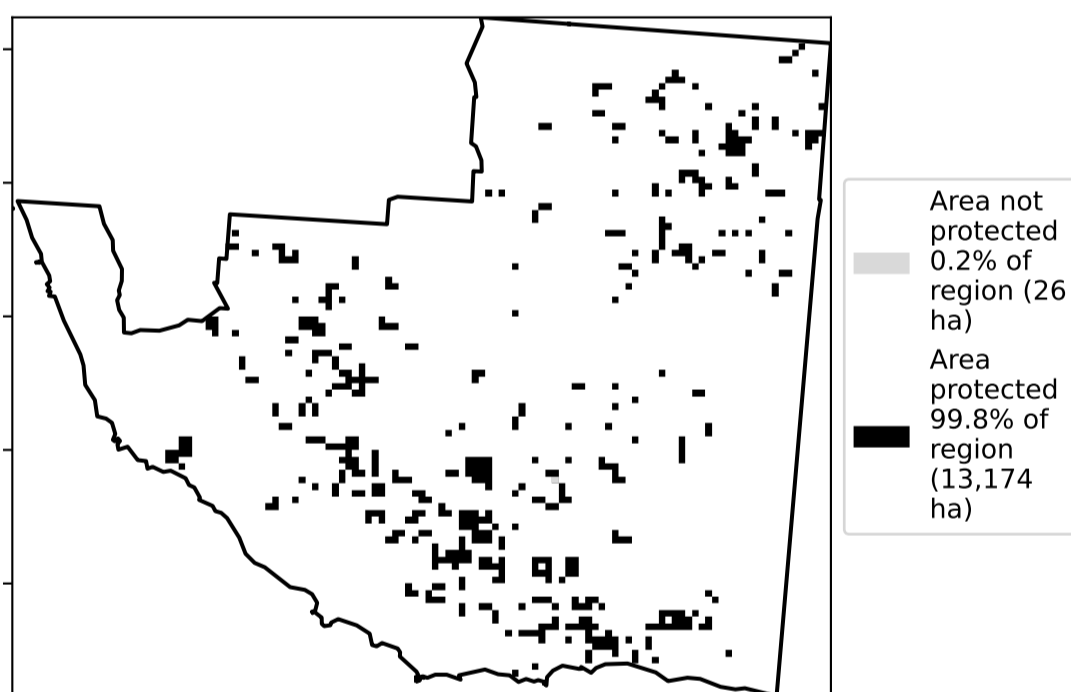 Area not
protected
0.2% of
region (26
ha)
Area
protected
99.8% of
region
(13,174
ha)